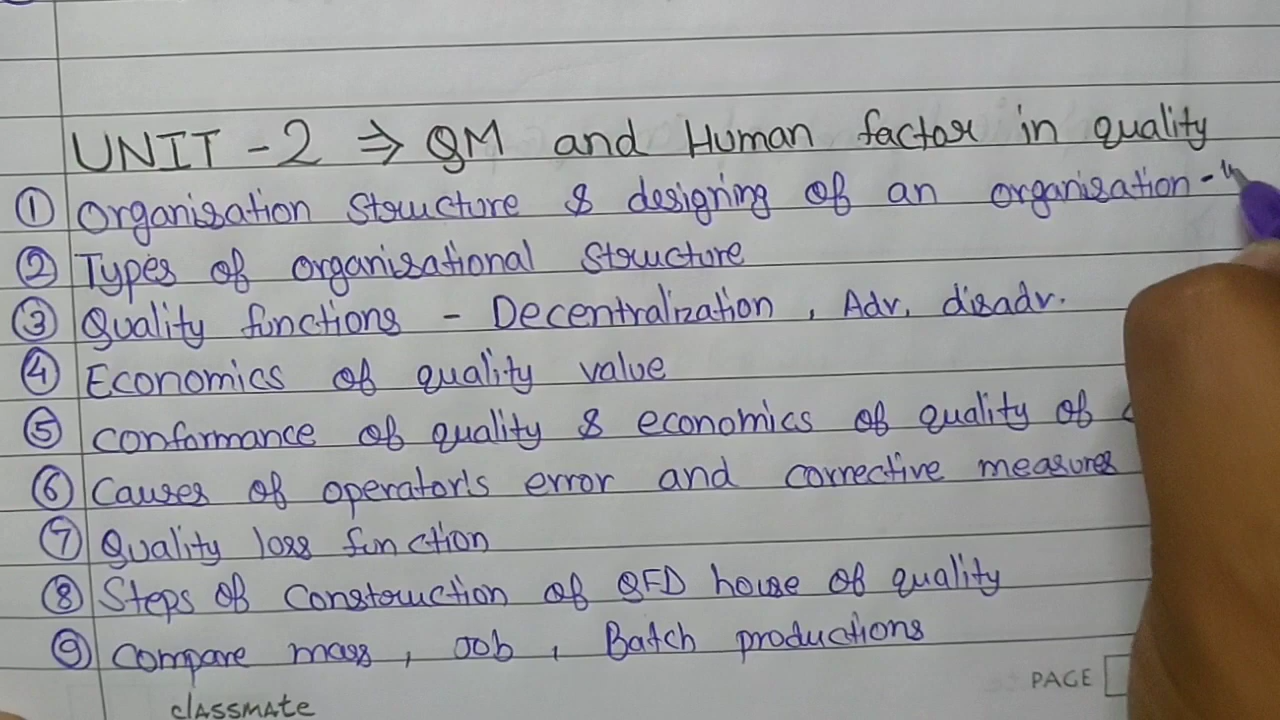 UNIT - 2 ⇒ QM and Human factor in quality
① Organisation structure & designing of an organisation -
② Types of organisational structure
③ Quality functions - Decentralization, Adv. disadv.
④ Economics of quality value
⑤ conformance of quality & economics of quality of
⑥ causes of operator's error and corrective measures
⑦ Quality loss function
⑧ Steps of construction of QFD house of quality
⑨ compare mass, Job, Batch productions
PAGE
classmate